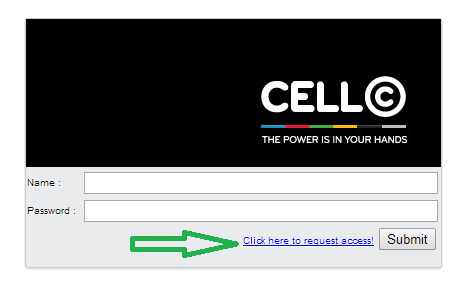 CELL C
THE POWER IS IN YOUR HANDS
Name :
Password :
Click here to request access! Submit